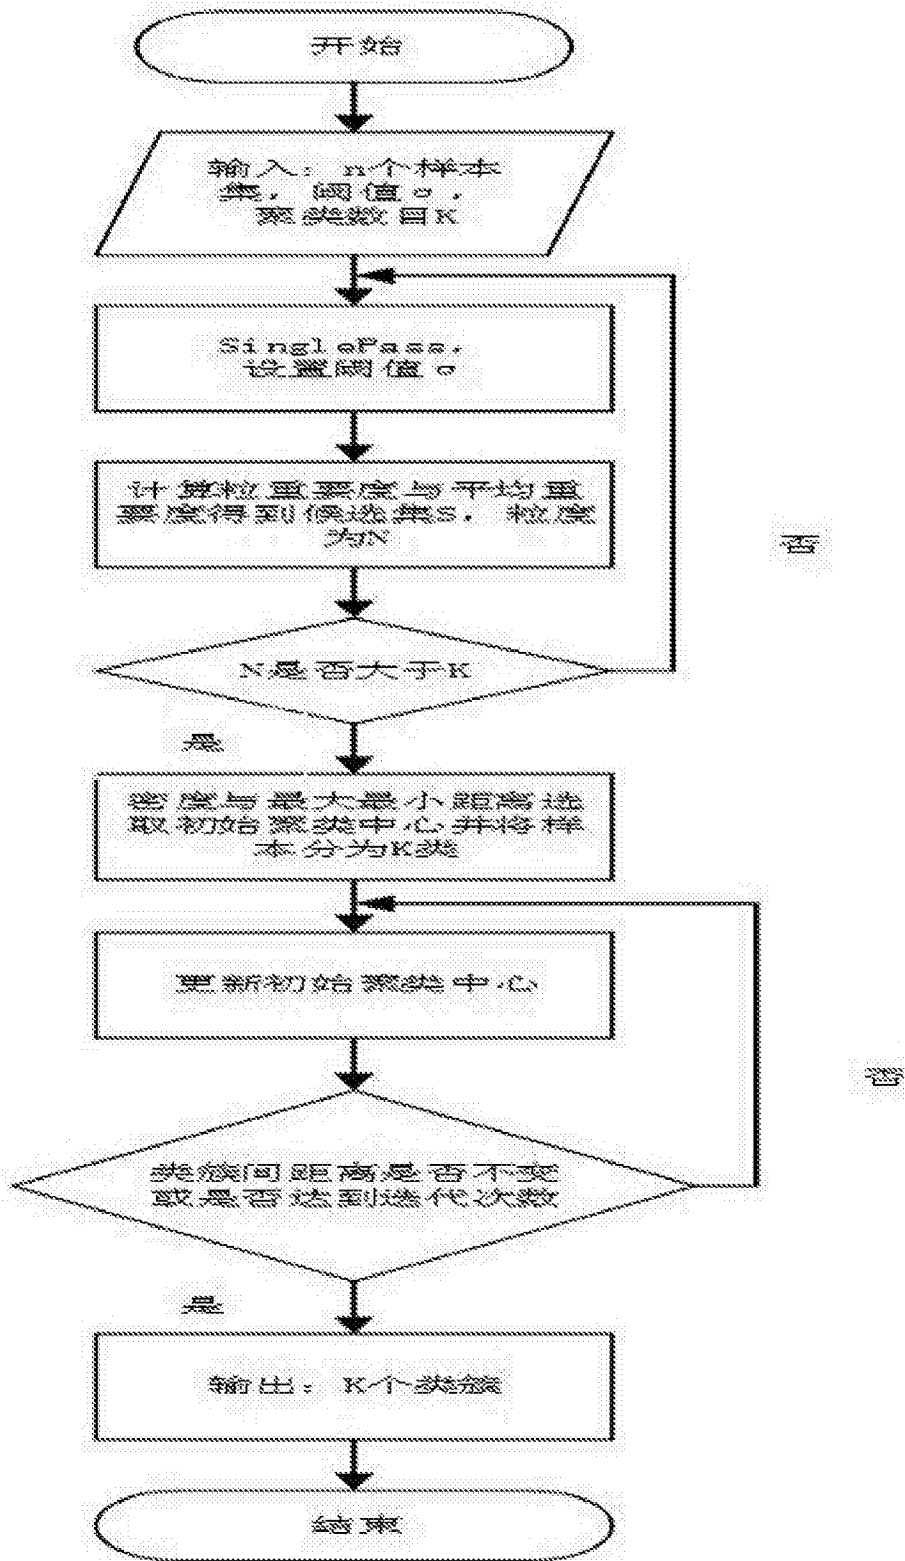 开始
输入：n个样本
集，阈值α，
聚类数目K
SinglePass，
设置阈值α
计算粒重要度与平均重
要度得到候选集S，粒度
为N
否
N是否大于K
是
密度与最大最小距离选
取初始聚类中心并将样
本分为K类
重新初始聚类中心
否
类簇间距离是否不变
或是否达到迭代次数
是
输出：K个类簇
结束